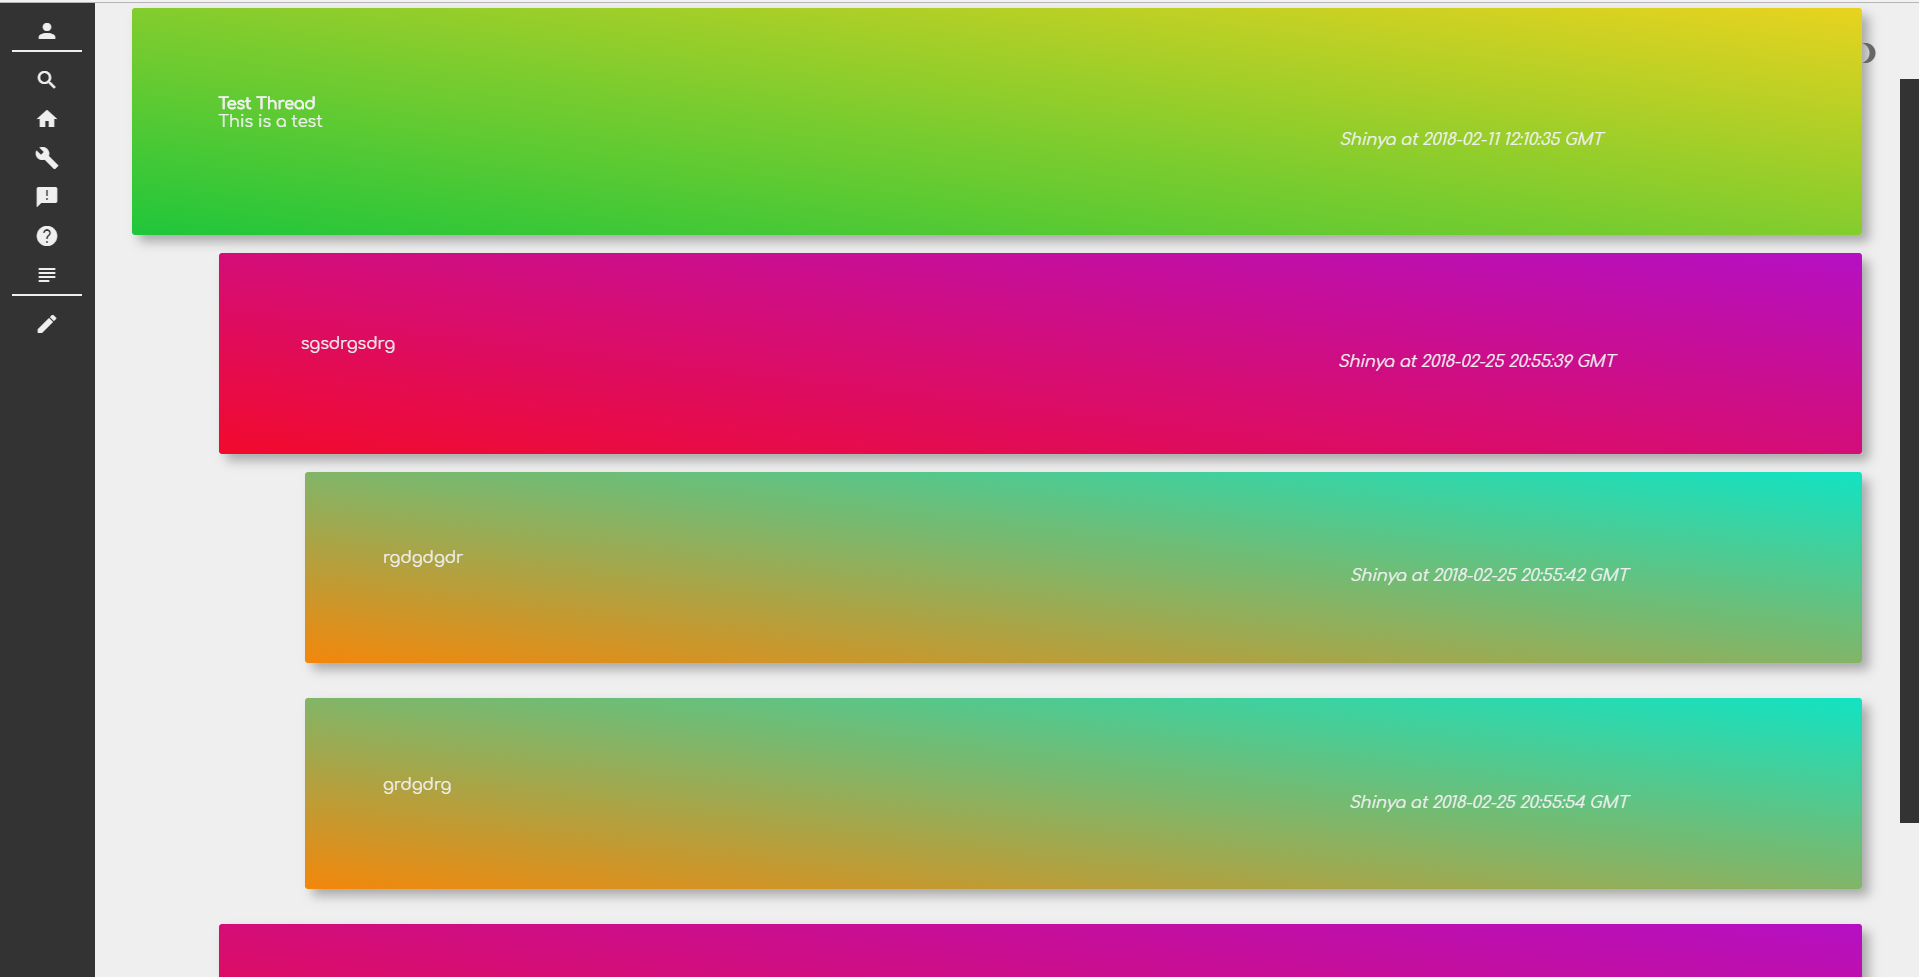 Test Thread
This is a test
Shinya at 2018-02-11 12:10:35 GMT
sgsdrgsdrg
Shinya at 2018-02-25 20:55:39 GMT
rgdgdgdr
Shinya at 2018-02-25 20:55:42 GMT
grdgdrg
Shinya at 2018-02-25 20:55:54 GMT